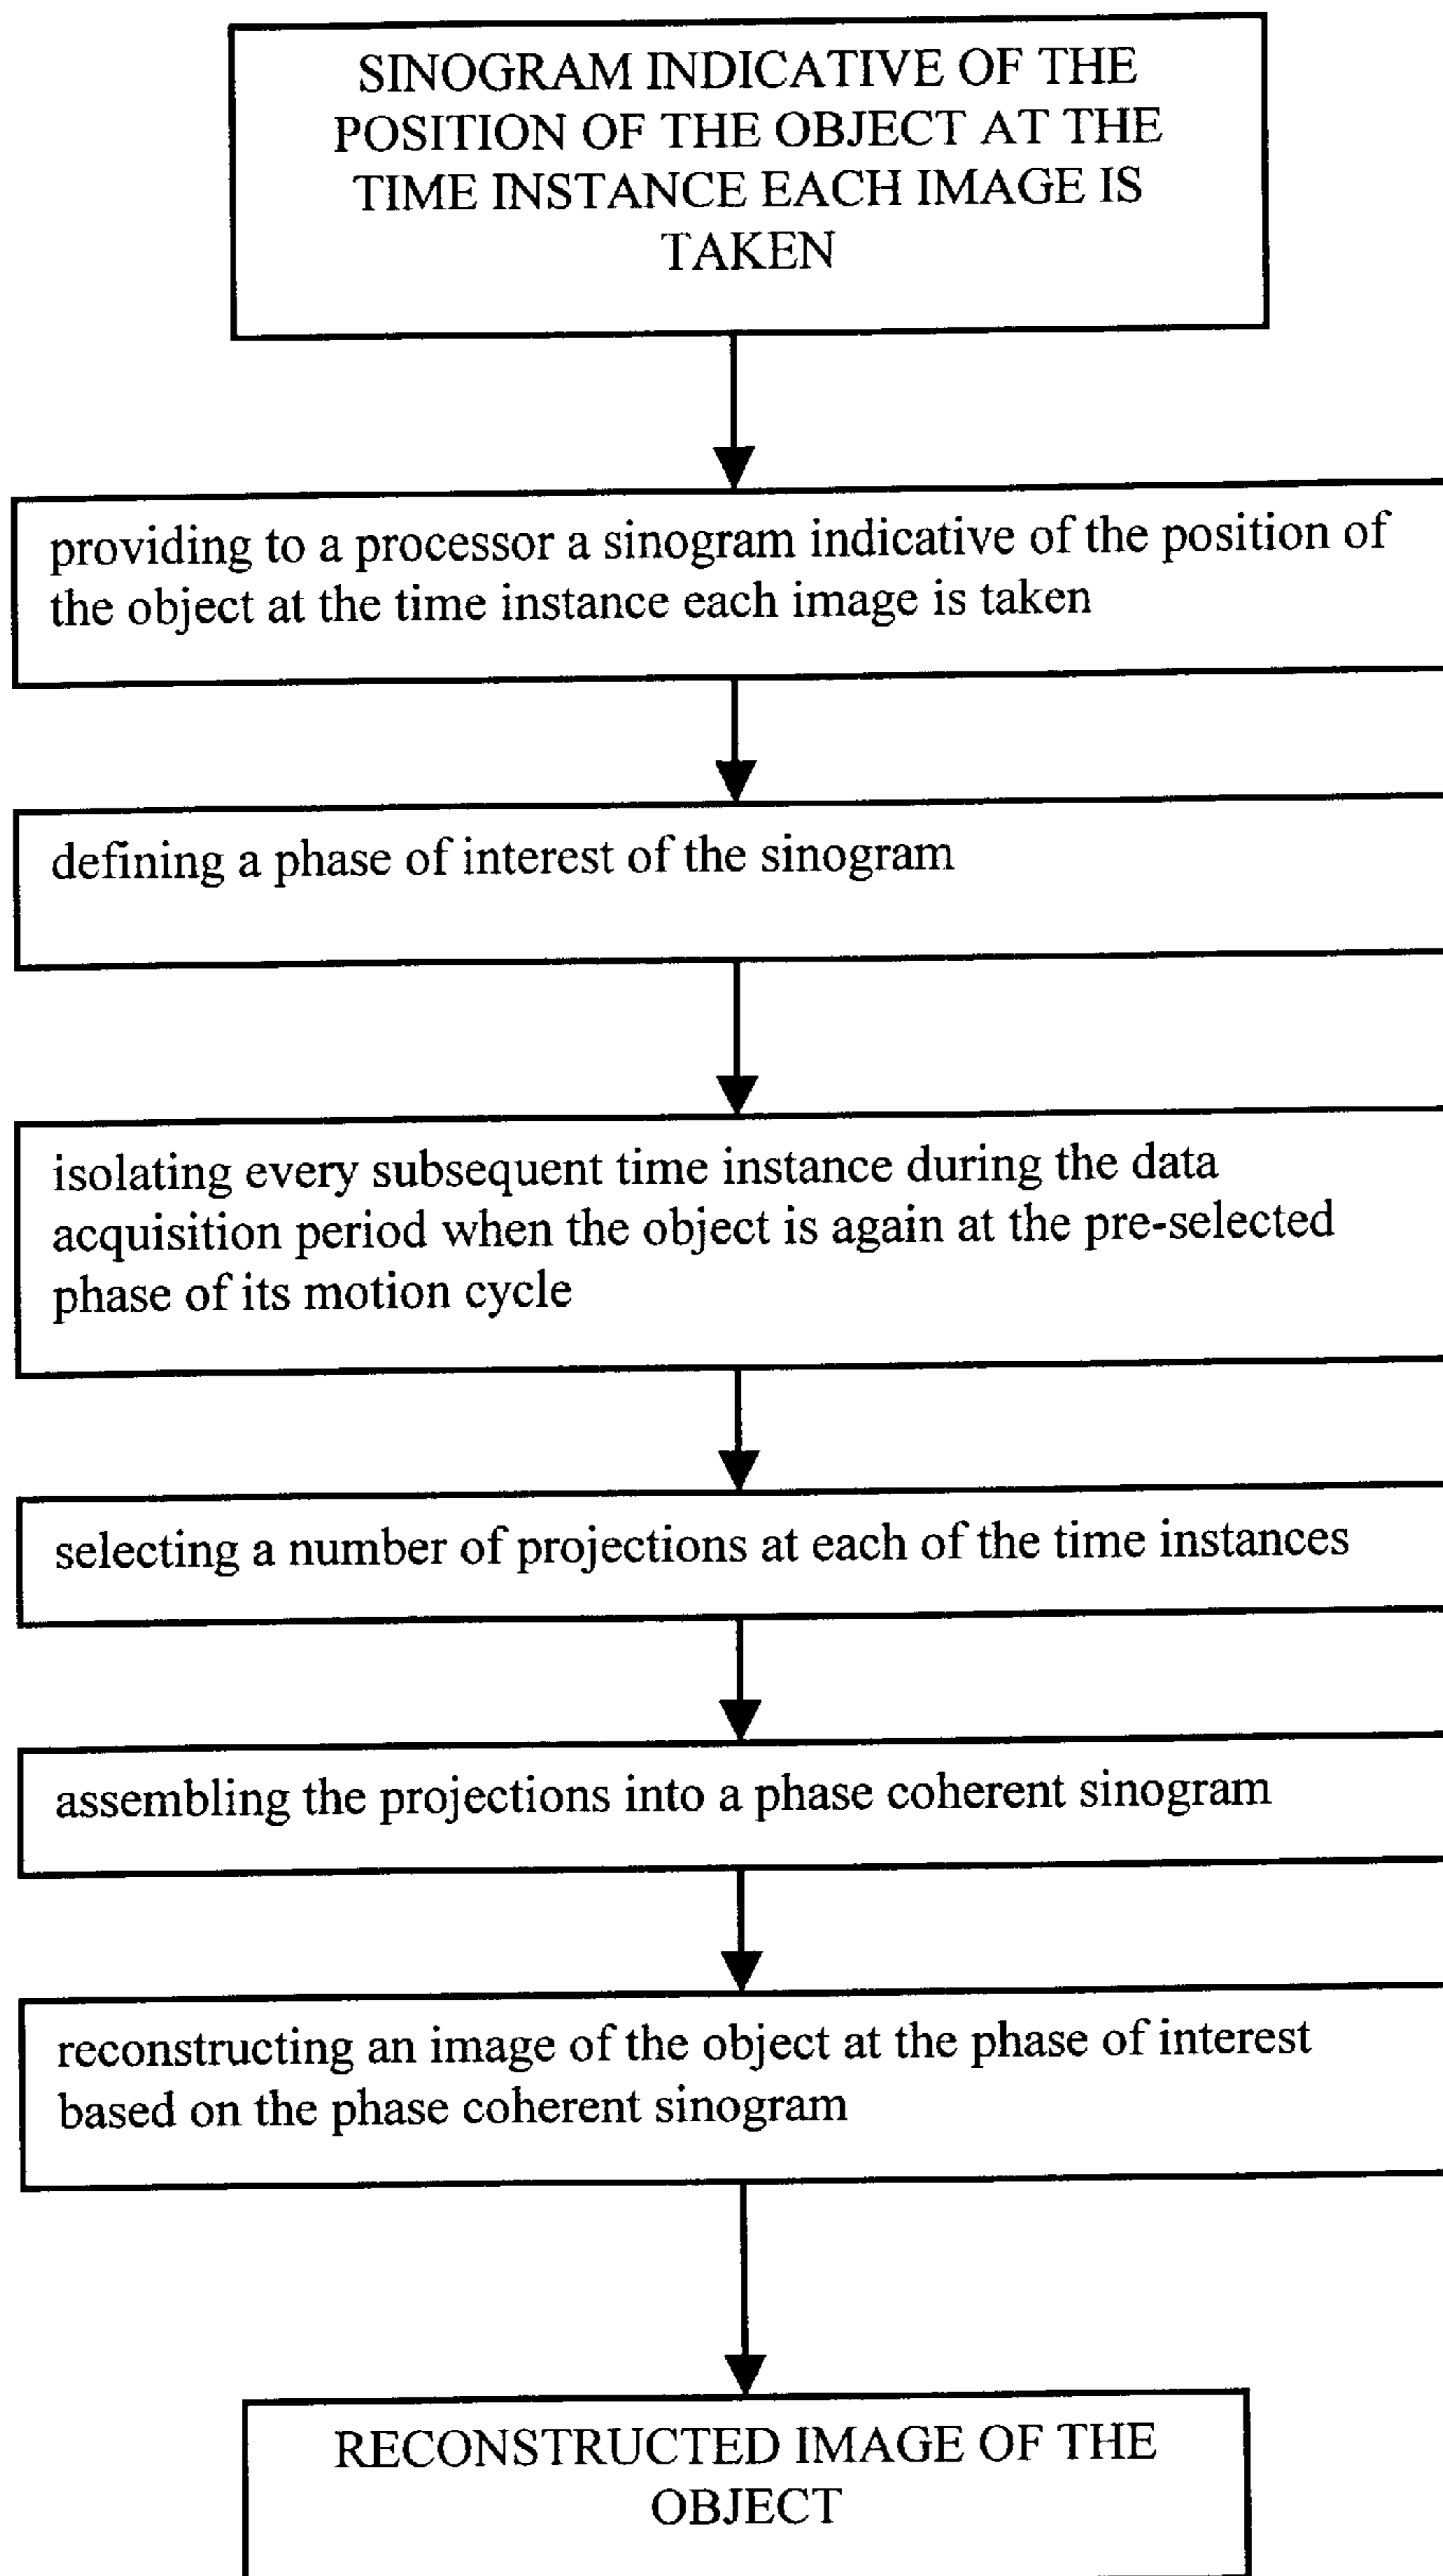 SINOGRAM INDICATIVE OF THE
POSITION OF THE OBJECT AT THE
TIME INSTANCE EACH IMAGE IS
TAKEN
providing to a processor a sinogram indicative of the position of
the object at the time instance each image is taken
defining a phase of interest of the sinogram
isolating every subsequent time instance during the data
acquisition period when the object is again at the pre-selected
phase of its motion cycle
selecting a number of projections at each of the time instances
assembling the projections into a phase coherent sinogram
reconstructing an image of the object at the phase of interest
based on the phase coherent sinogram
RECONSTRUCTED IMAGE OF THE
OBJECT